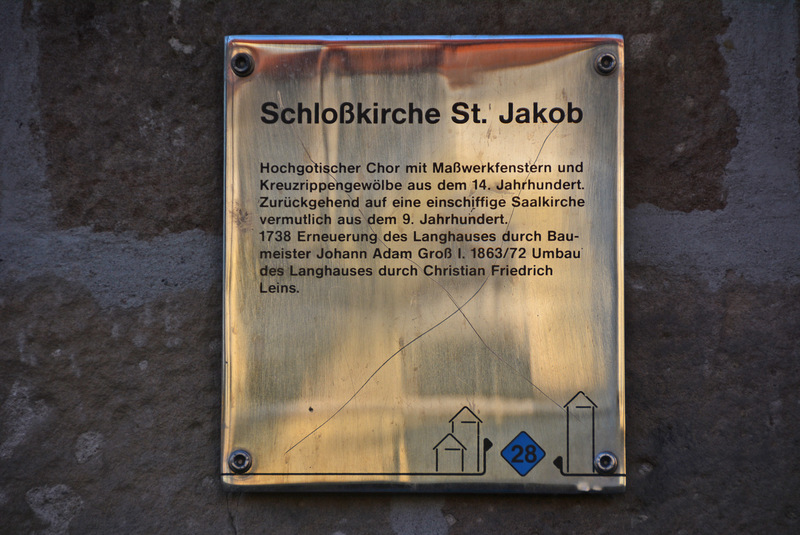 Schloßkirche St. Jakob
Hochgotischer Chor mit Maßwerkfenstern und
Kreuzrippengewölbe aus dem 14. Jahrhundert.
Zurückgehend auf eine einschiffige Saalkirche
vermutlich aus dem 9. Jahrhundert.
1738 Erneuerung des Langhauses durch Bau-
meister Johann Adam Groß I. 1863/72 Umbau
des Langhauses durch Christian Friedrich
Leins.
28